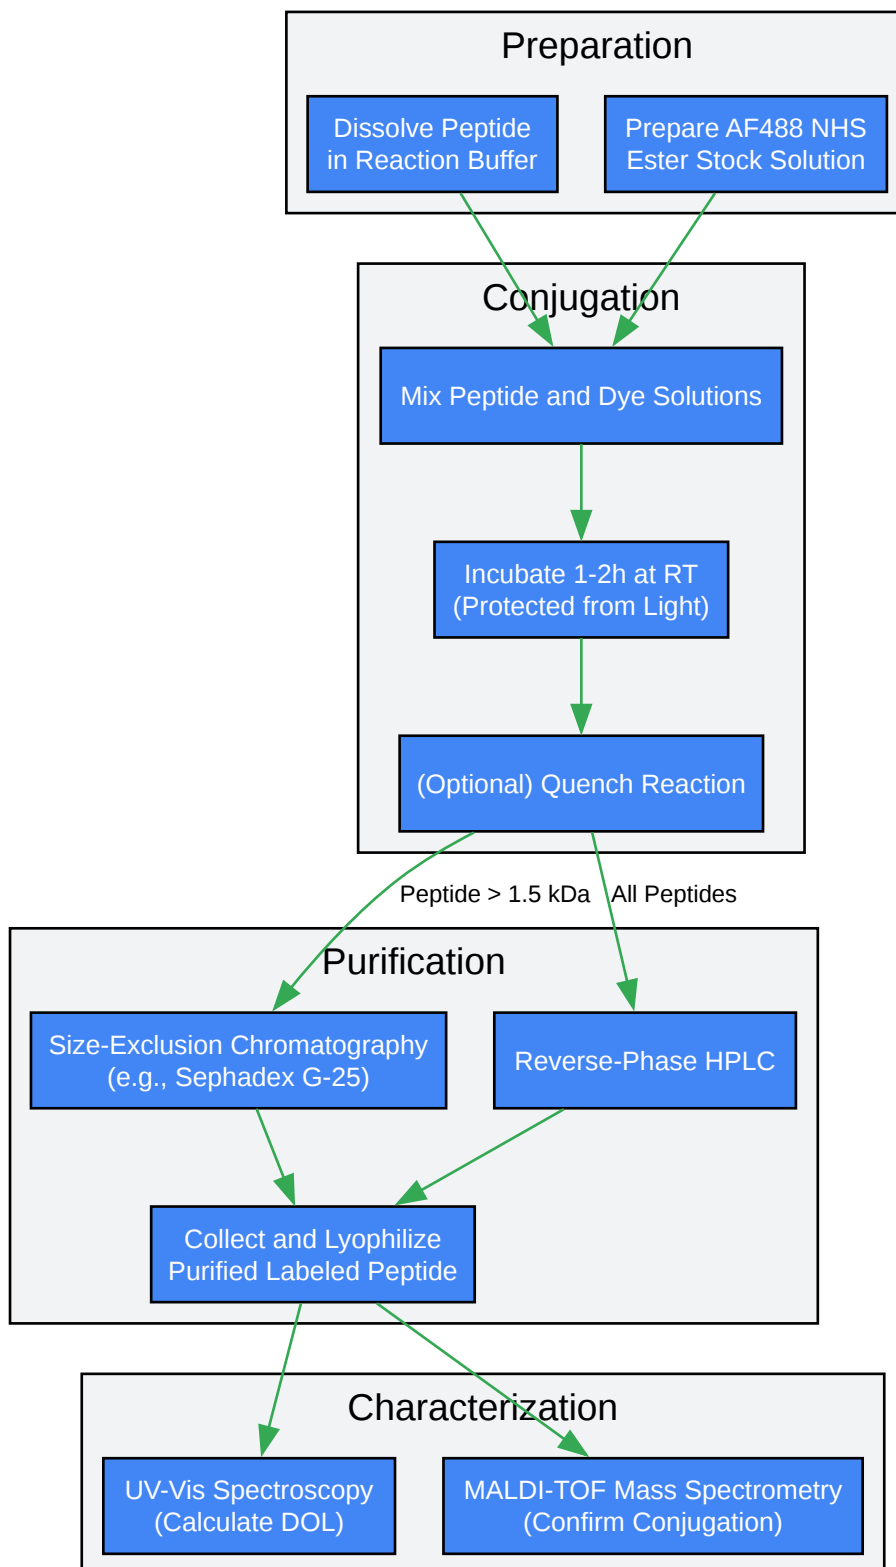 Preparation
Dissolve Peptide
in Reaction Buffer
Prepare AF488 NHS
Ester Stock Solution
Conjugation
Mix Peptide and Dye Solutions
Incubate 1-2h at RT
(Protected from Light)
(Optional) Quench Reaction
Peptide > 1.5 kDa
All Peptides
Purification
Size-Exclusion Chromatography
(e.g., Sephadex G-25)
Reverse-Phase HPLC
Collect and Lyophilize
Purified Labeled Peptide
Characterization
UV-Vis Spectroscopy
(Calculate DOL)
MALDI-TOF Mass Spectrometry
(Confirm Conjugation)